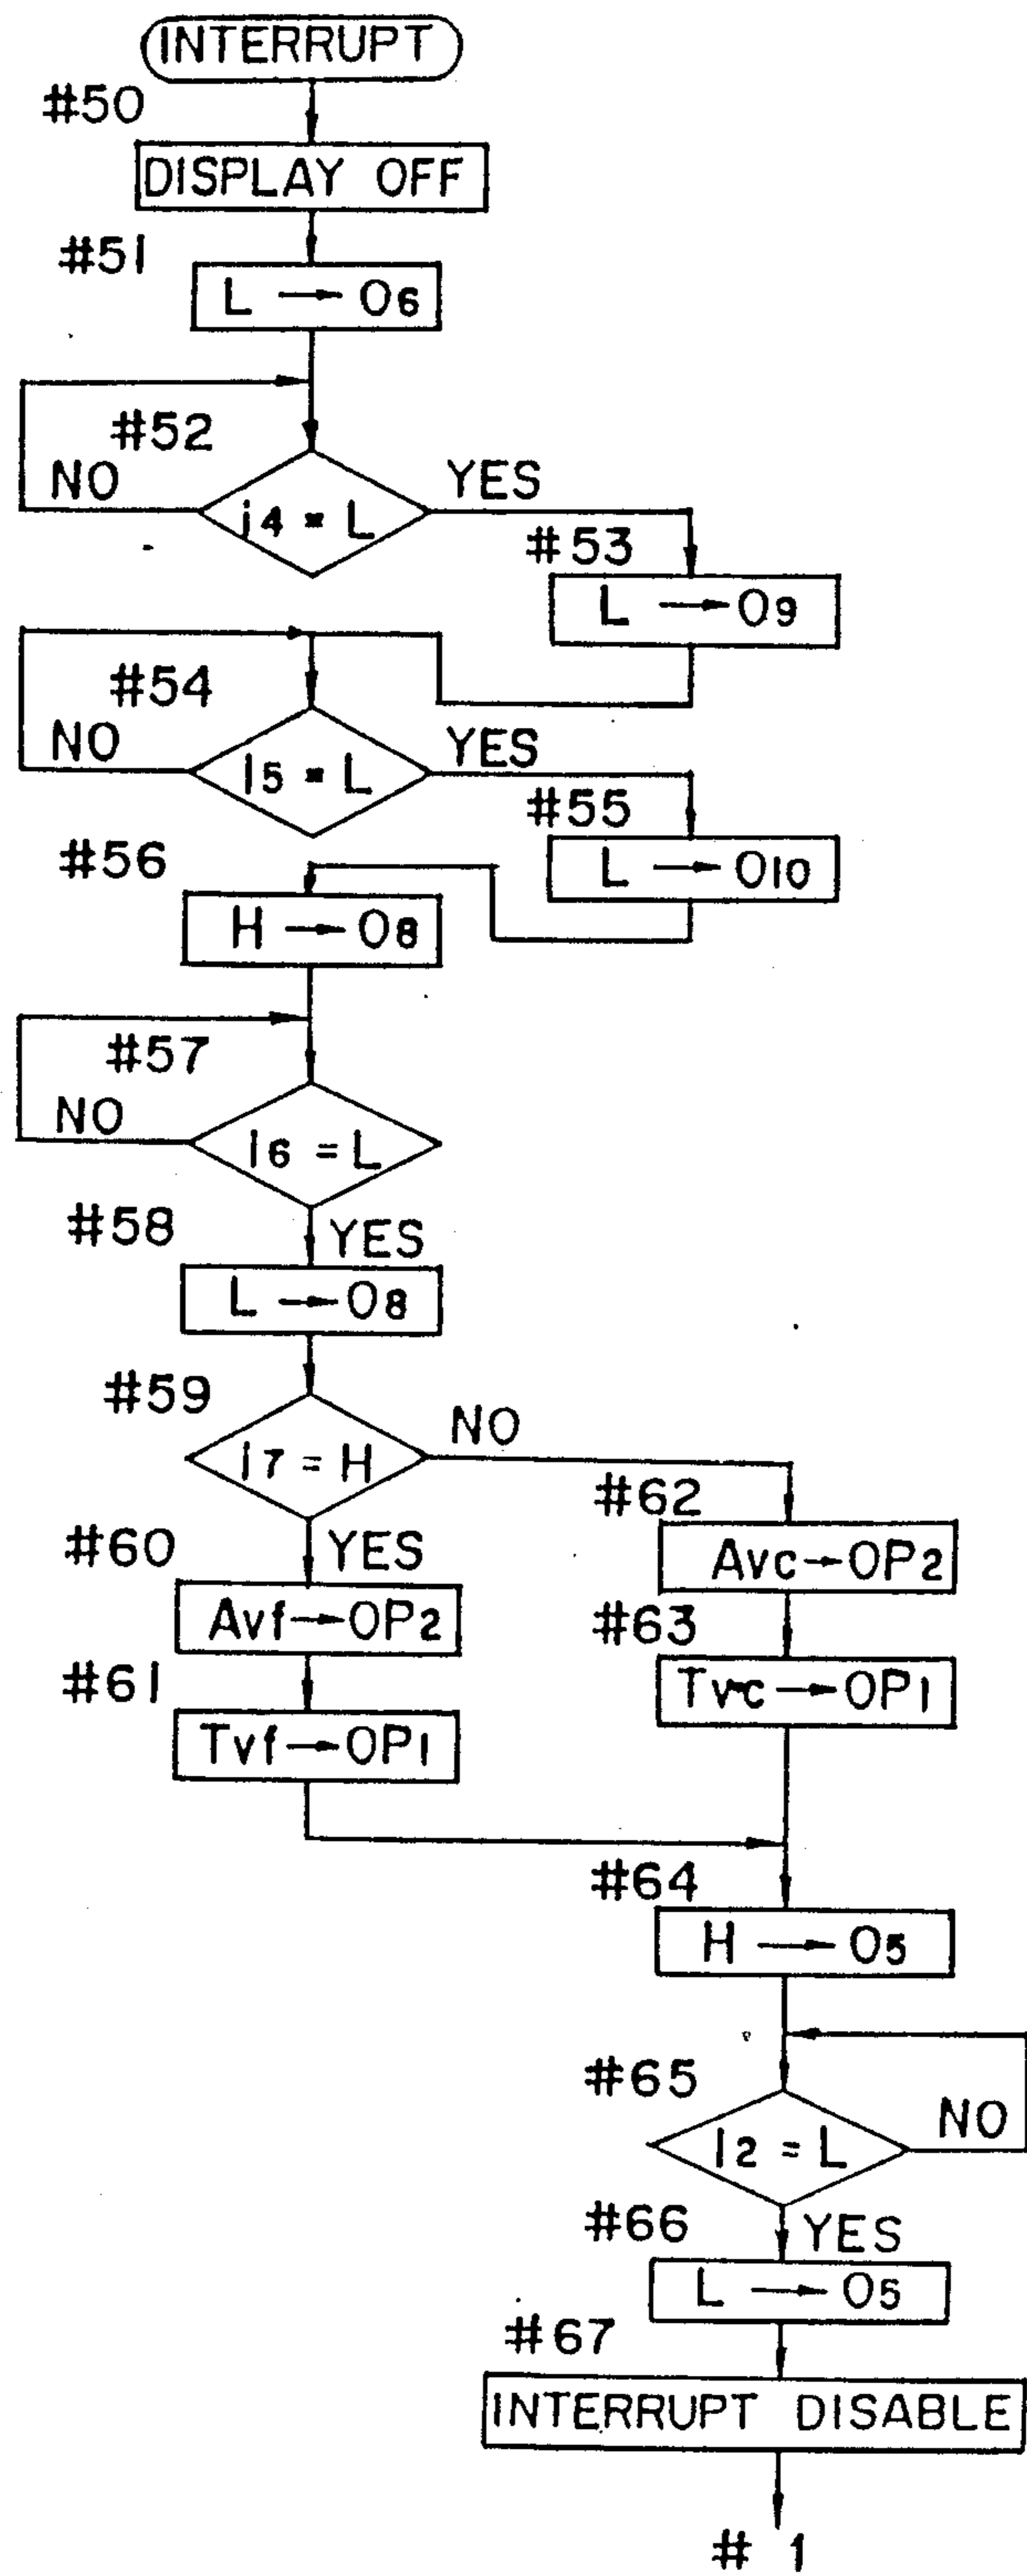 INTERRUPT
#50
DISPLAY OFF
#51
L → O6
#52
NO
YES
i4 = L
#53
L → O9
#54
NO
YES
I5 = L
#55
L → O10
#56
H → O8
#57
NO
I6 = L
#58
YES
L → O8
#59
NO
i7 = H
#62
#60
YES
Avc → OP2
Avf → OP2
#63
#61
Tvc → OP1
Tvf → OP1
#64
H → O5
#65
NO
I2 = L
#66
YES
L → O5
#67
INTERRUPT DISABLE
# 1